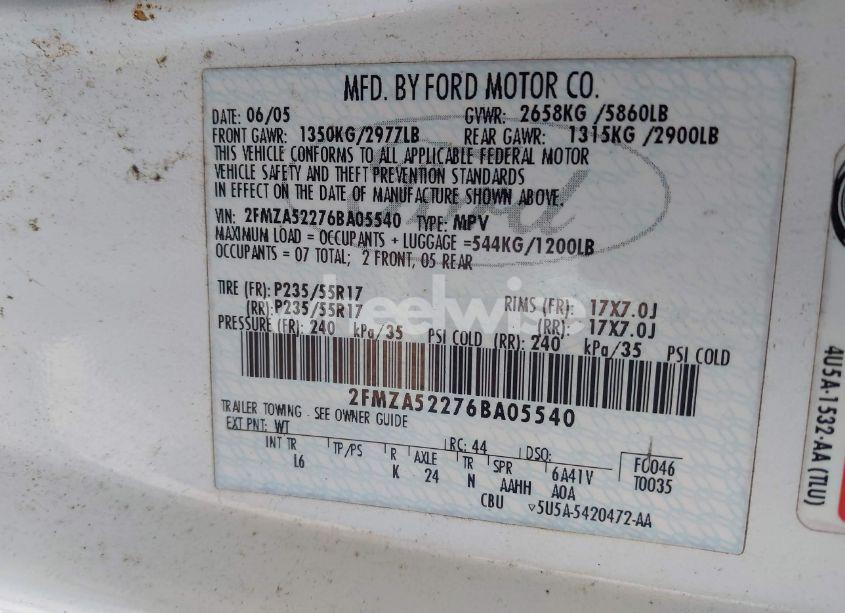 MFD. BY FORD MOTOR CO.
DATE: 06/05 GVWR: 2658KG /5860LB
FRONT GAWR: 1350KG/2977LB REAR GAWR: 1315KG /2900LB
THIS VEHICLE CONFORMS TO ALL APPLICABLE FEDERAL MOTOR
VEHICLE SAFETY AND THEFT PREVENTION STANDARDS
IN EFFECT ON THE DATE OF MANUFACTURE SHOWN ABOVE.
Ford
VIN: 2FMZA52276BA05540 TYPE: MPV
MAXIMUM LOAD = OCCUPANTS + LUGGAGE =544KG/1200LB
OCCUPANTS = 07 TOTAL; 2 FRONT, 05 REAR
TIRE (FR): P235/55R17 RIMS (FR): 17X7.0J
(RR): P235/55R17 (RR): 17X7.0J
wheelwise
PRESSURE (FR): 240 kPa/35 PSI COLD (RR): 240 kPa/35 PSI COLD
2FMZA52276BA05540
TRAILER TOWING - SEE OWNER GUIDE
EXT PNT: WT RC: 44 DSO:
INT TR TP/PS R AXLE TR SPR 6A41V FC046
L6 K 24 N AAHH AOA T0035
CBU ▽5U5A-5420472-AA
4U5A-1532-AA (TLU)